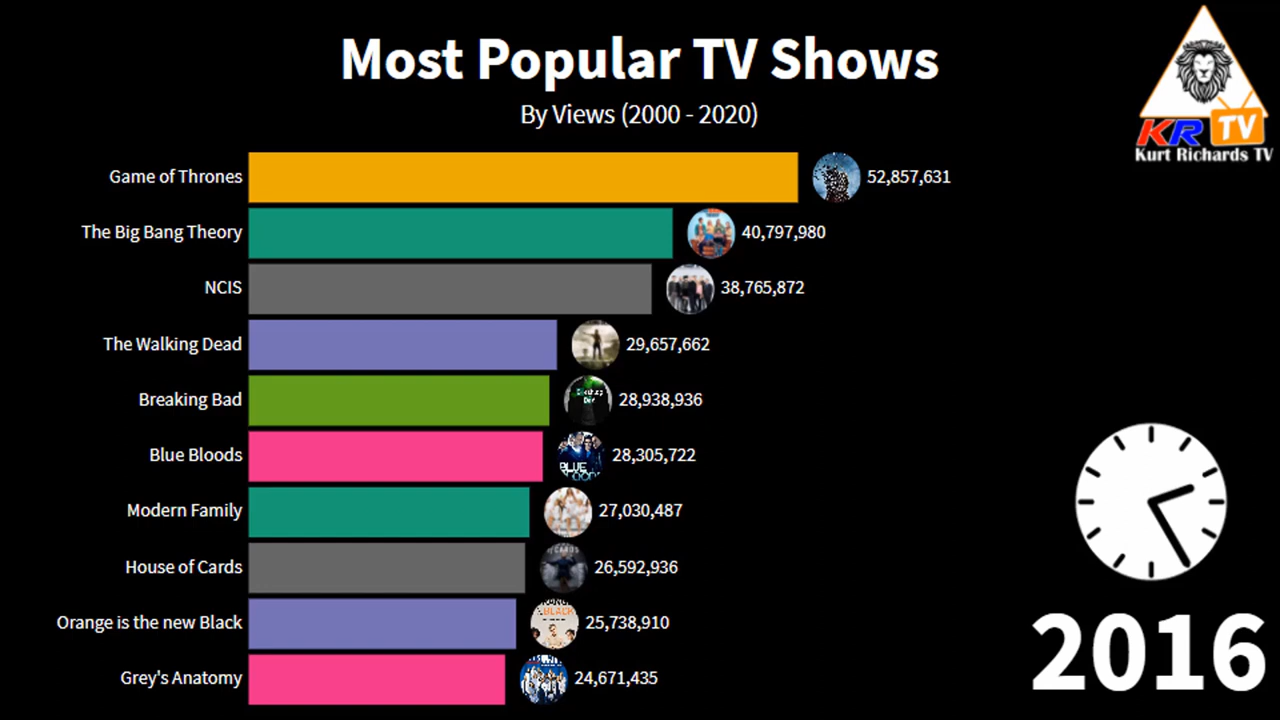 Most Popular TV Shows
By Views (2000 - 2020)
KR TV
Kurt Richards TV
Game of Thrones 52,857,631
The Big Bang Theory 40,797,980
NCIS 38,765,872
The Walking Dead 29,657,662
Breaking Bad 28,938,936
Blue Bloods 28,305,722
Modern Family 27,030,487
House of Cards 26,592,936
Orange is the new Black 25,738,910
Grey's Anatomy 24,671,435
2016